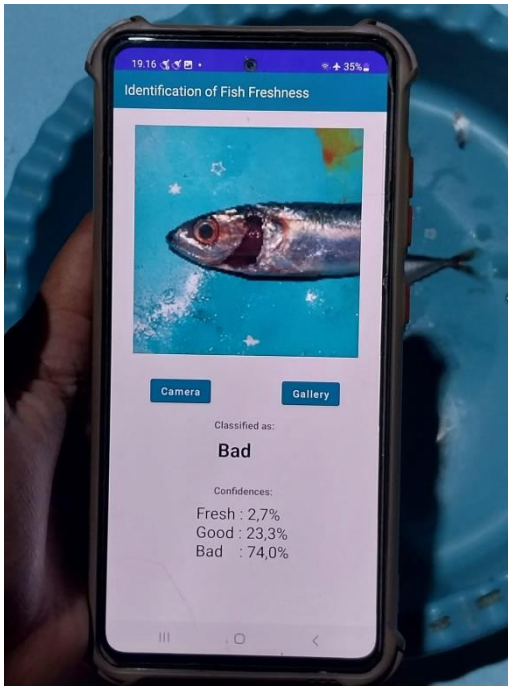 19.16
35%
Identification of Fish Freshness
Camera
Gallery
Classified as:
Bad
Confidences:
Fresh : 2,7%
Good : 23,3%
Bad : 74,0%